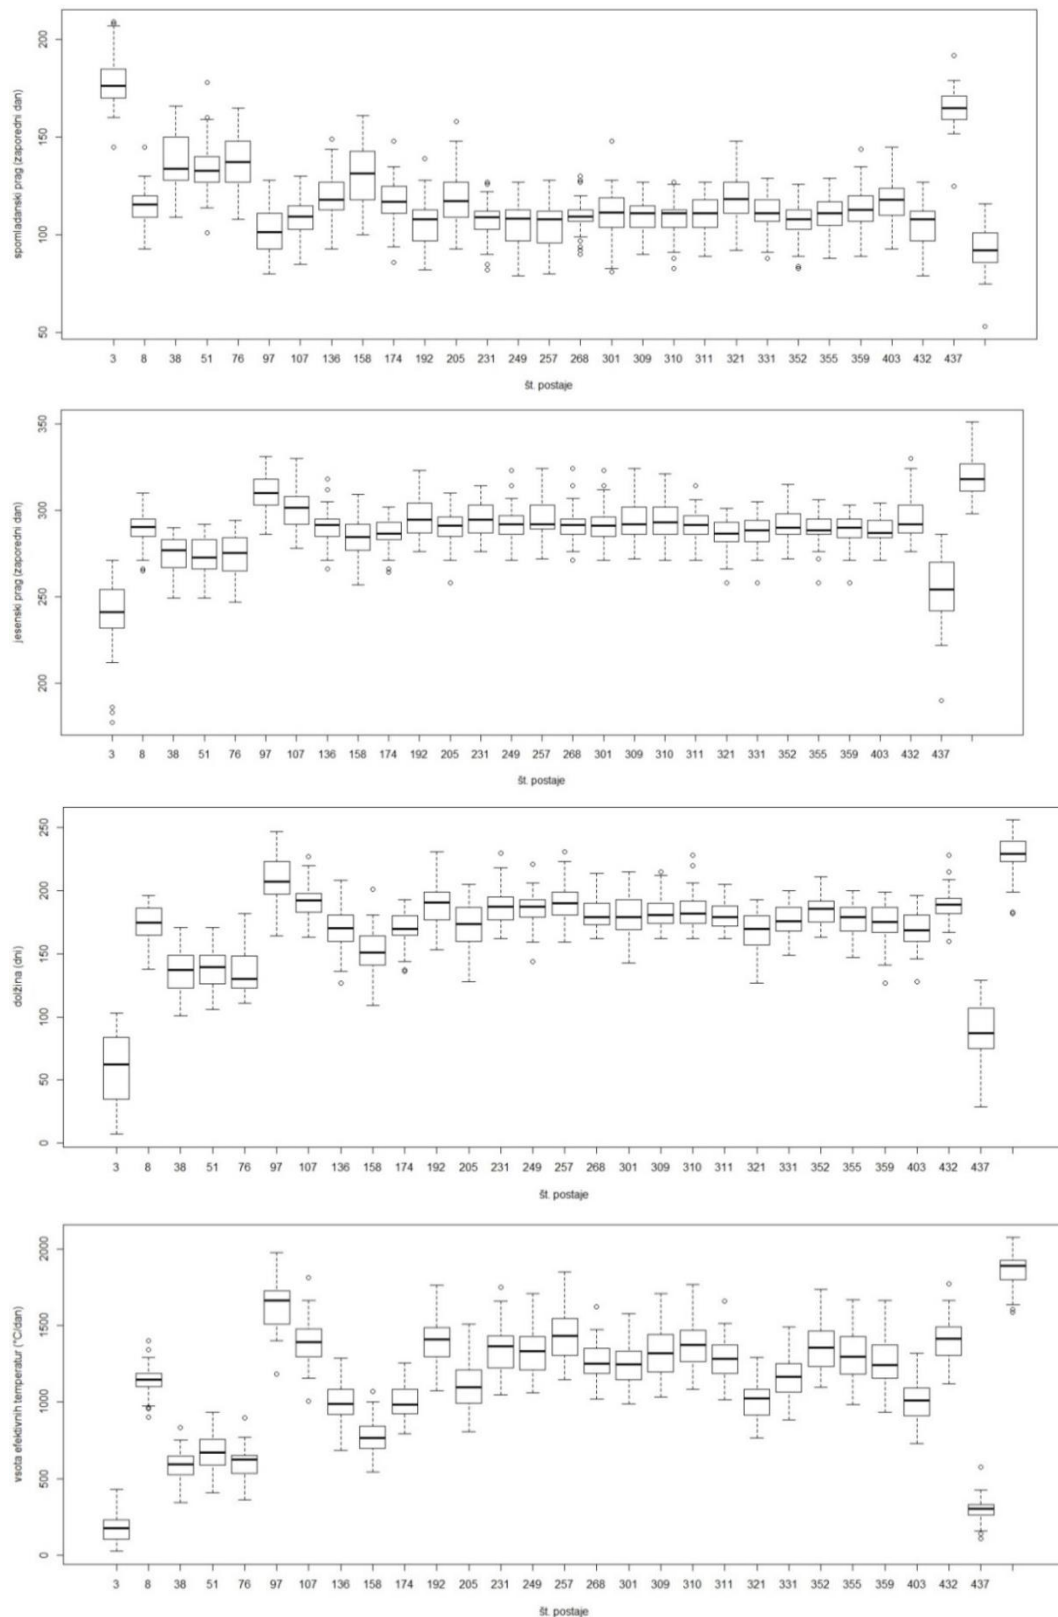 spomladanski prag (zaporedni dan)
200
150
100
50
3 8 38 51 76 97 107 136 158 174 192 205 231 249 257 268 301 309 310 311 321 331 352 355 359 403 432 437
št. postaje
jesenski prag (zaporedni dan)
350
300
250
200
3 8 38 51 76 97 107 136 158 174 192 205 231 249 257 268 301 309 310 311 321 331 352 355 359 403 432 437
št. postaje
dolžina (dni)
250
200
150
100
50
0
3 8 38 51 76 97 107 136 158 174 192 205 231 249 257 268 301 309 310 311 321 331 352 355 359 403 432 437
št. postaje
vsota efektivnih temperatur (°C/dan)
2000
1500
1000
500
0
3 8 38 51 76 97 107 136 158 174 192 205 231 249 257 268 301 309 310 311 321 331 352 355 359 403 432 437
št. postaje